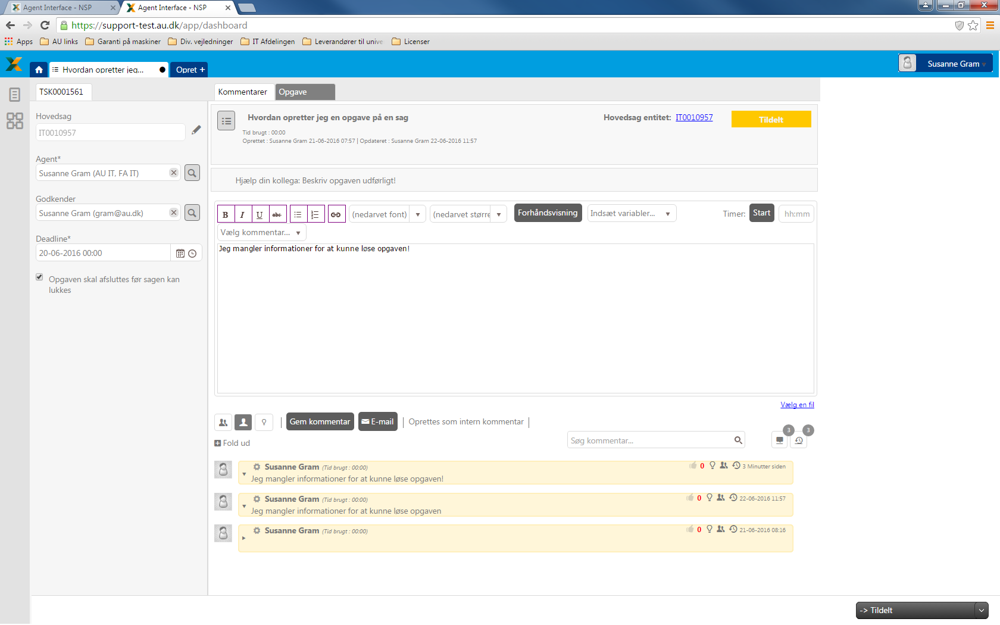 Agent Interface - NSP
Agent Interface - NSP
https://support-test.au.dk/app/dashboard
Apps AU links Garanti på maskiner Div. vejledninger IT Afdelingen Leverandører til unive Licenser
Hvordan opretter jeg...
Opret +
Susanne Gram
TSK0001561
Kommentarer
Opgave
Hovedsag
IT0010957
Agent*
Susanne Gram (AU IT, FA IT)
Godkender
Susanne Gram (gram@au.dk)
Deadline*
20-06-2016 00:00
Opgaven skal afsluttes før sagen kan
lukkes
Hvordan opretter jeg en opgave på en sag
Hovedsag entitet: IT0010957
Tildelt
Tid brugt : 00:00
Oprettet : Susanne Gram 21-06-2016 07:57 | Opdateret : Susanne Gram 22-06-2016 11:57
Hjælp din kollega: Beskriv opgaven udførligt!
B I U abc (nedarvet font) (nedarvet større Forhåndsvisning Indsæt variabler... Timer: Start hh:mm
Vælg kommentar...
Jeg mangler informationer for at kunne løse opgaven!
Vælg en fil
Gem kommentar E-mail Oprettes som intern kommentar
Fold ud
Søg kommentar...
3 3
Susanne Gram (Tid brugt : 00:00) 0 3 Minutter siden
Jeg mangler informationer for at kunne løse opgaven!
Susanne Gram (Tid brugt : 00:00) 0 22-06-2016 11:57
Jeg mangler informationer for at kunne løse opgaven
Susanne Gram (Tid brugt : 00:00) 0 21-06-2016 08:16
-> Tildelt